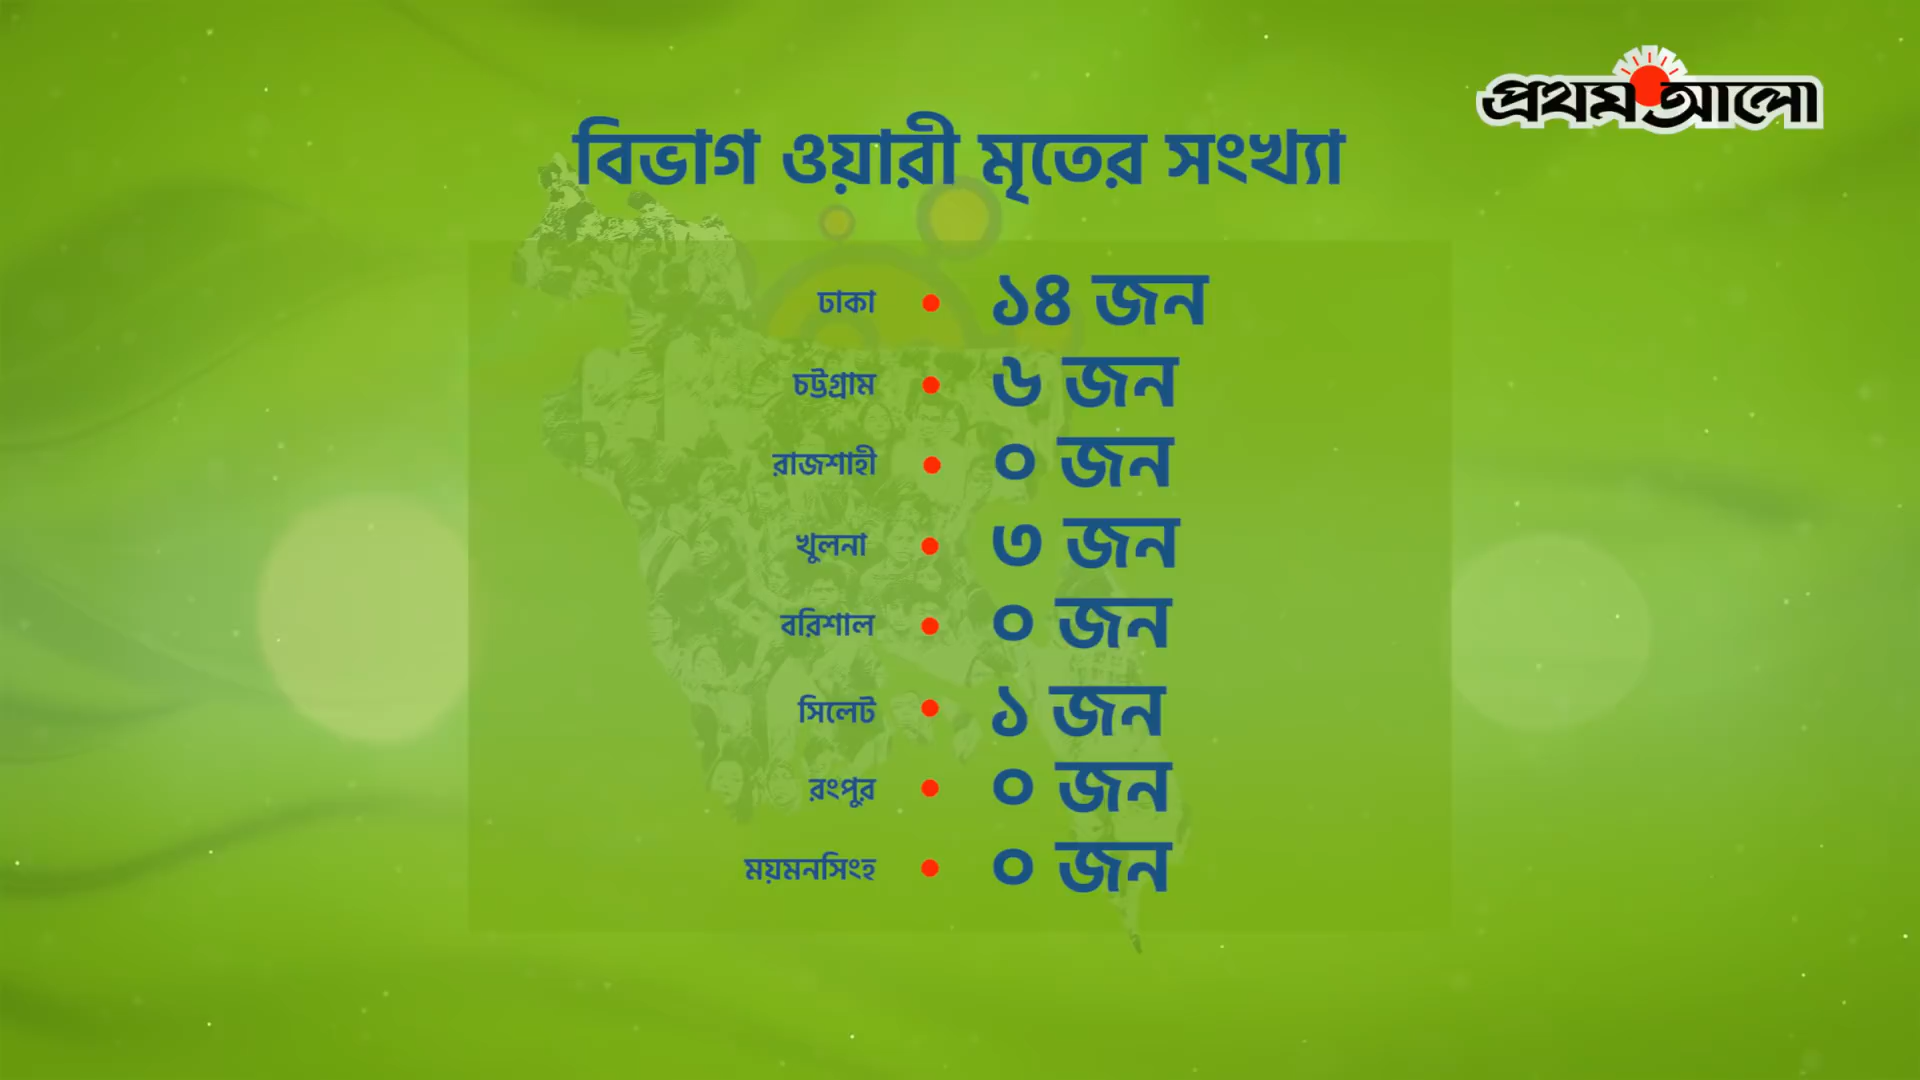 প্রথম আলো
বিভাগ ওয়ারী মৃতের সংখ্যা
ঢাকা • ১৪ জন
চট্টগ্রাম • ৬ জন
রাজশাহী • ০ জন
খুলনা • ৩ জন
বরিশাল • ০ জন
সিলেট • ১ জন
রংপুর • ০ জন
ময়মনসিংহ • ০ জন